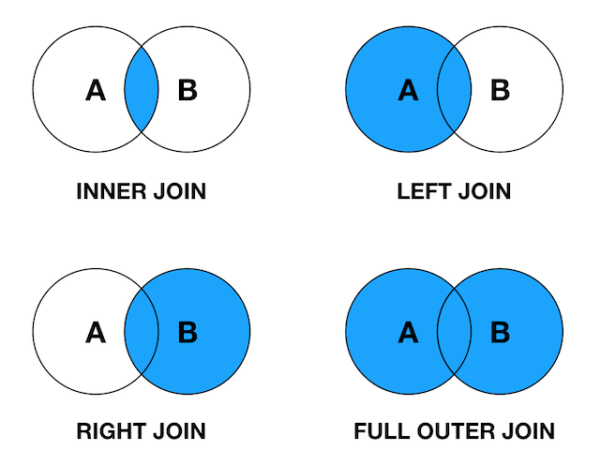 A B
A B
INNER JOIN
LEFT JOIN
A B
A B
RIGHT JOIN
FULL OUTER JOIN